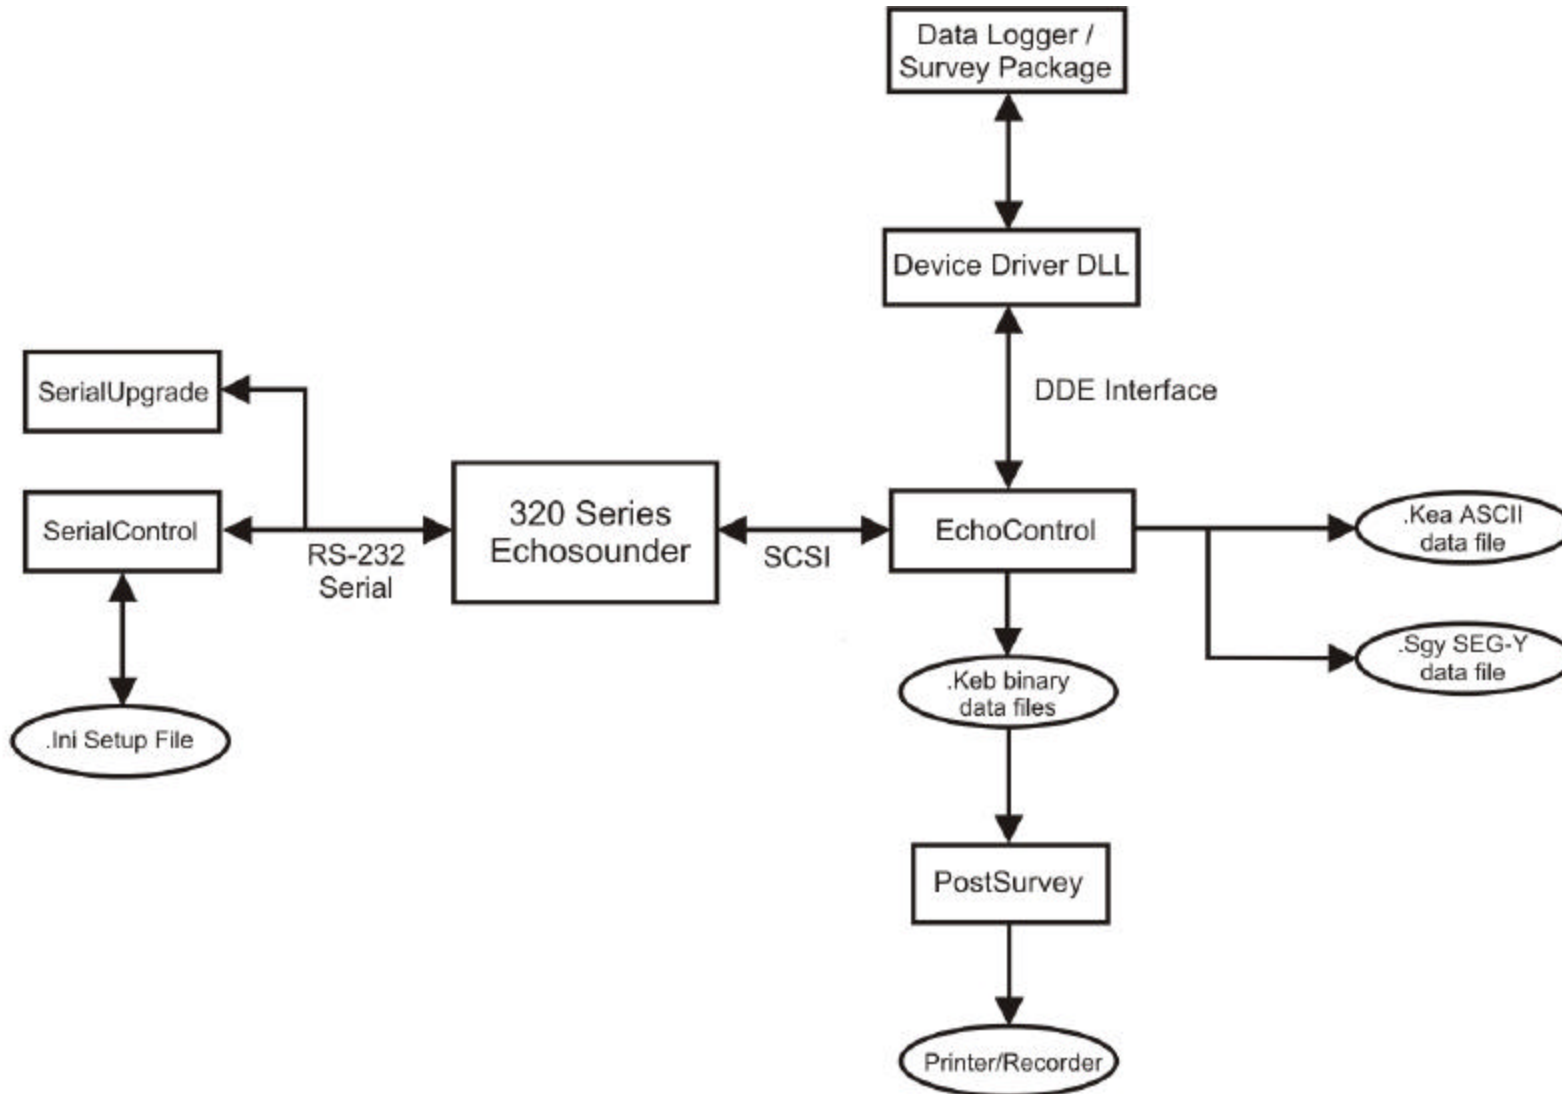 Data Logger /
Survey Package
Device Driver DLL
DDE Interface
SerialUpgrade
SerialControl
RS-232
Serial
320 Series
Echosounder
SCSI
EchoControl
.Kea ASCII
data file
.Sgy SEG-Y
data file
.Keb binary
data files
.Ini Setup File
PostSurvey
Printer/Recorder